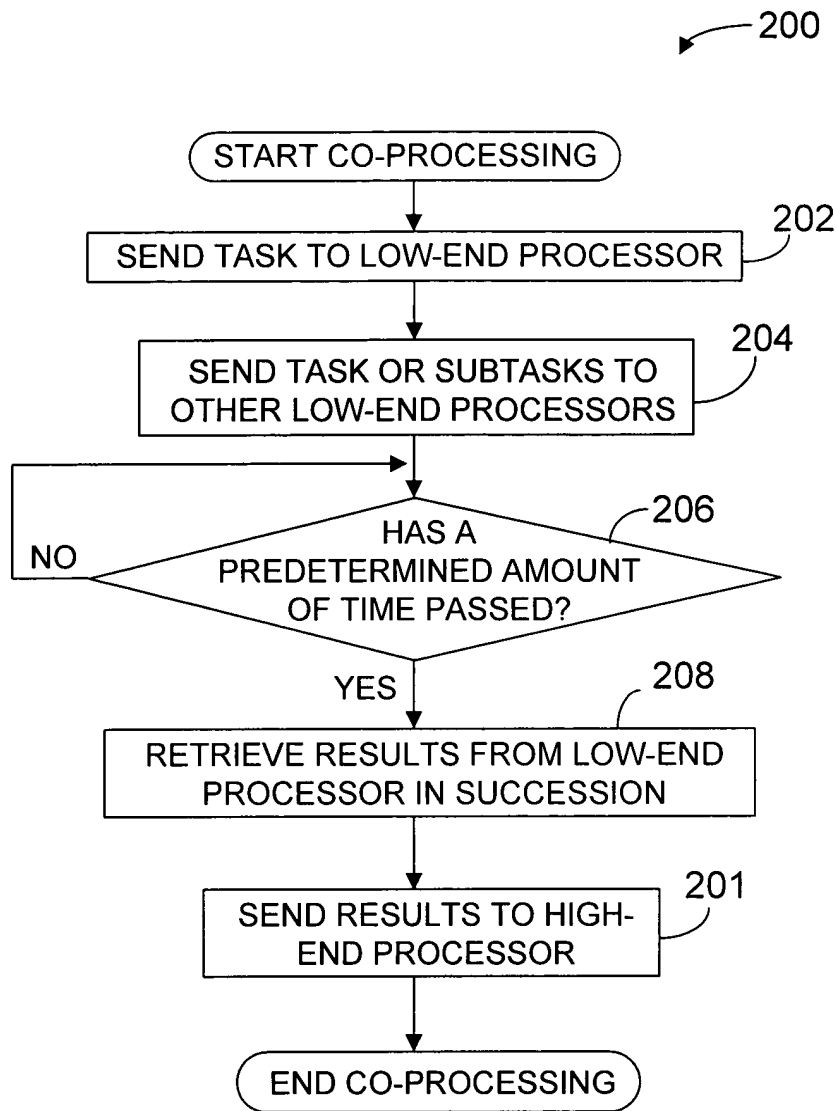 200
START CO-PROCESSING
202
SEND TASK TO LOW-END PROCESSOR
204
SEND TASK OR SUBTASKS TO
OTHER LOW-END PROCESSORS
206
HAS A
PREDETERMINED AMOUNT
OF TIME PASSED?
NO
YES
208
RETRIEVE RESULTS FROM LOW-END
PROCESSOR IN SUCCESSION
201
SEND RESULTS TO HIGH-
END PROCESSOR
END CO-PROCESSING